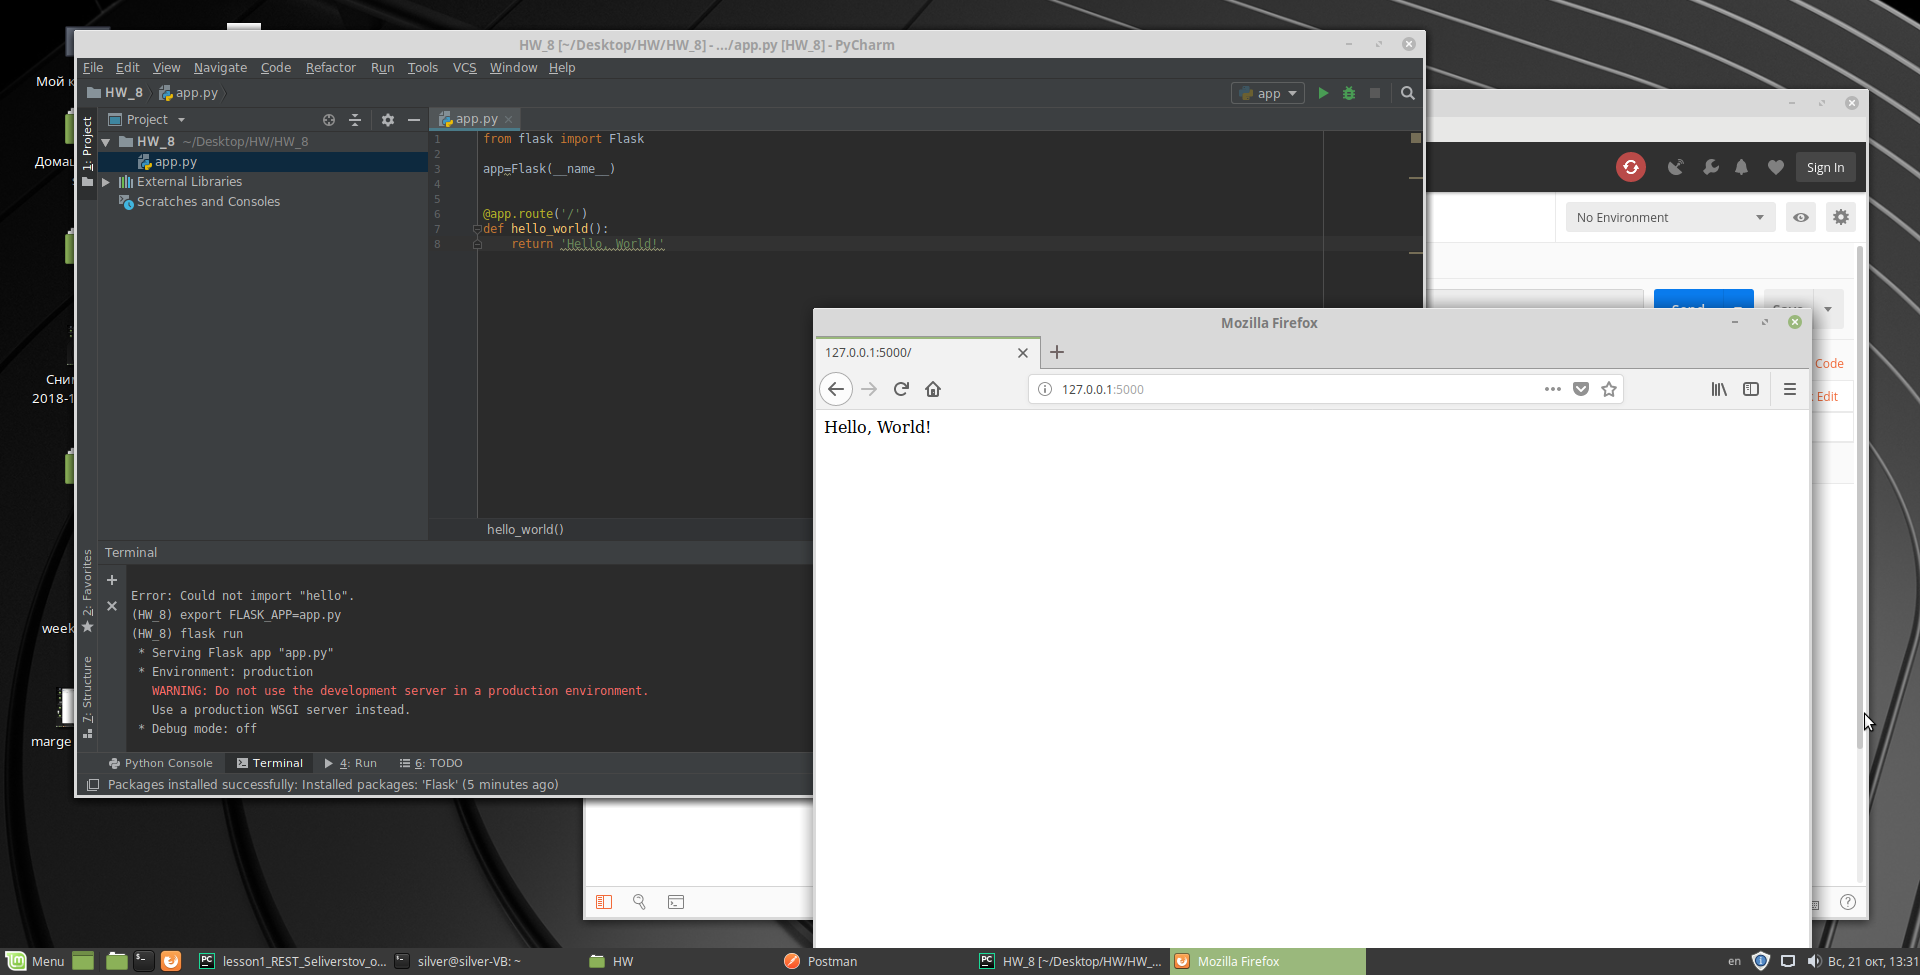 HW_8 [~/Desktop/HW/HW_8] - .../app.py [HW_8] - PyCharm
File Edit View Navigate Code Refactor Run Tools VCS Window Help
HW_8 app.py
app
Project
app.py
1: Project
HW_8 ~/Desktop/HW/HW_8
app.py
External Libraries
Scratches and Consoles
1 from flask import Flask
2
3 app=Flask(__name__)
4
5
6 @app.route('/')
7 def hello_world():
8 return 'Hello, World!'
hello_world()
2: Favorites
7: Structure
Terminal
Error: Could not import "hello".
(HW_8) export FLASK_APP=app.py
(HW_8) flask run
* Serving Flask app "app.py"
* Environment: production
WARNING: Do not use the development server in a production environment.
Use a production WSGI server instead.
* Debug mode: off
Python Console Terminal 4: Run 6: TODO
Packages installed successfully: Installed packages: 'Flask' (5 minutes ago)
Sign In
No Environment
Send
Save
Code
Edit
Mozilla Firefox
127.0.0.1:5000/
127.0.0.1:5000
Hello, World!
Мой
2018-1
week
marge
Menu
lesson1_REST_Seliverstov_o...
silver@silver-VB: ~
HW
Postman
HW_8 [~/Desktop/HW/HW_...
Mozilla Firefox
en
Вс, 21 окт, 13:31